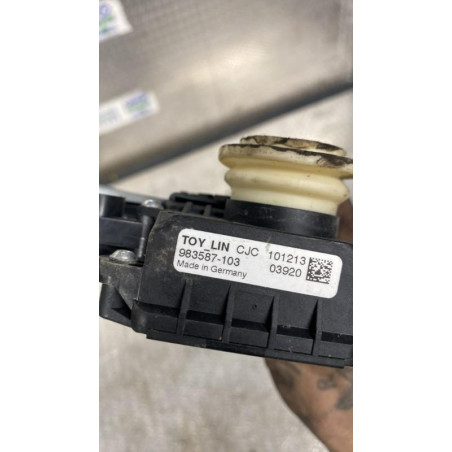 TOY_LIN CJC 101213
983587-103 03920
Made in Germany